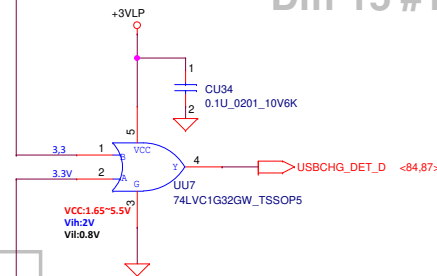 +3VLP
1
CU34
0.1U_0201_10V6K
2
5
VCC
3,3
1
B
Y
4
USBCHG_DET_D
<84,87>
3.3V
2
A
G
UU7
74LVC1G32GW_TSSOP5
3
VCC:1.65~5.5V
Vih:2V
Vil:0.8V